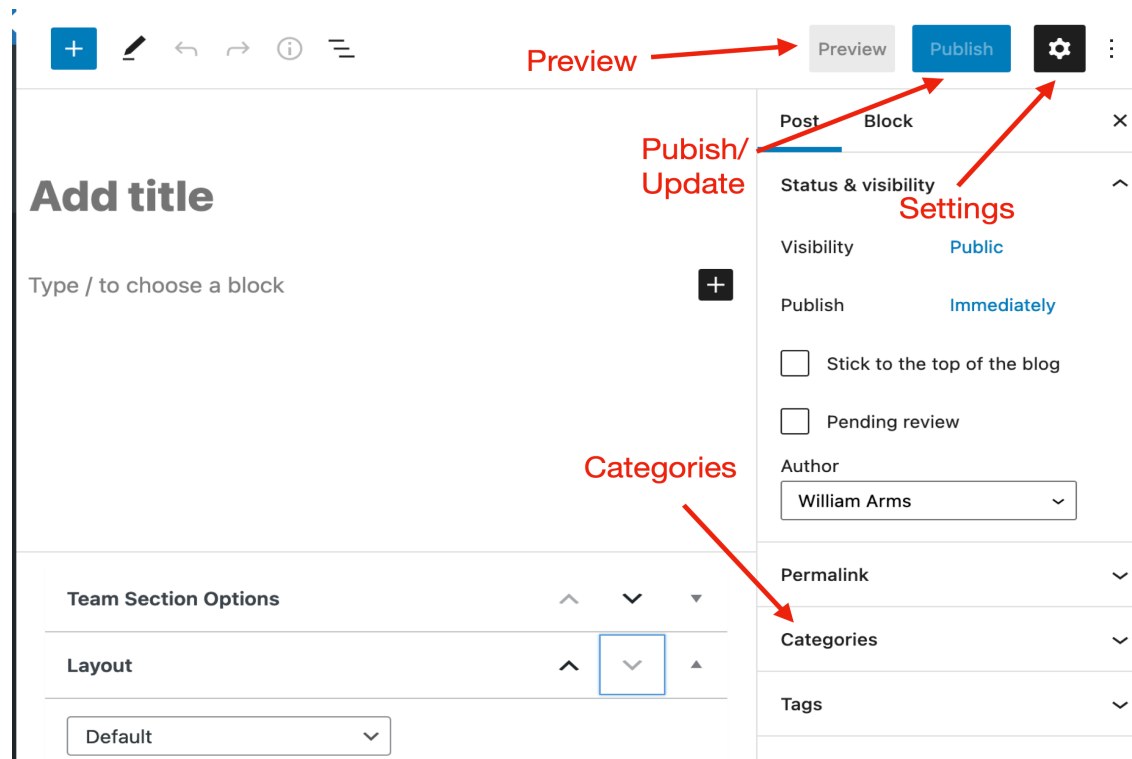 Preview
Preview
Publish
Post
Block
Pubish/
Update
Add title
Status & visibility
Settings
Visibility
Public
Type / to choose a block
Publish
Immediately
Stick to the top of the blog
Pending review
Categories
Author
William Arms
Permalink
Team Section Options
Categories
Layout
Tags
Default